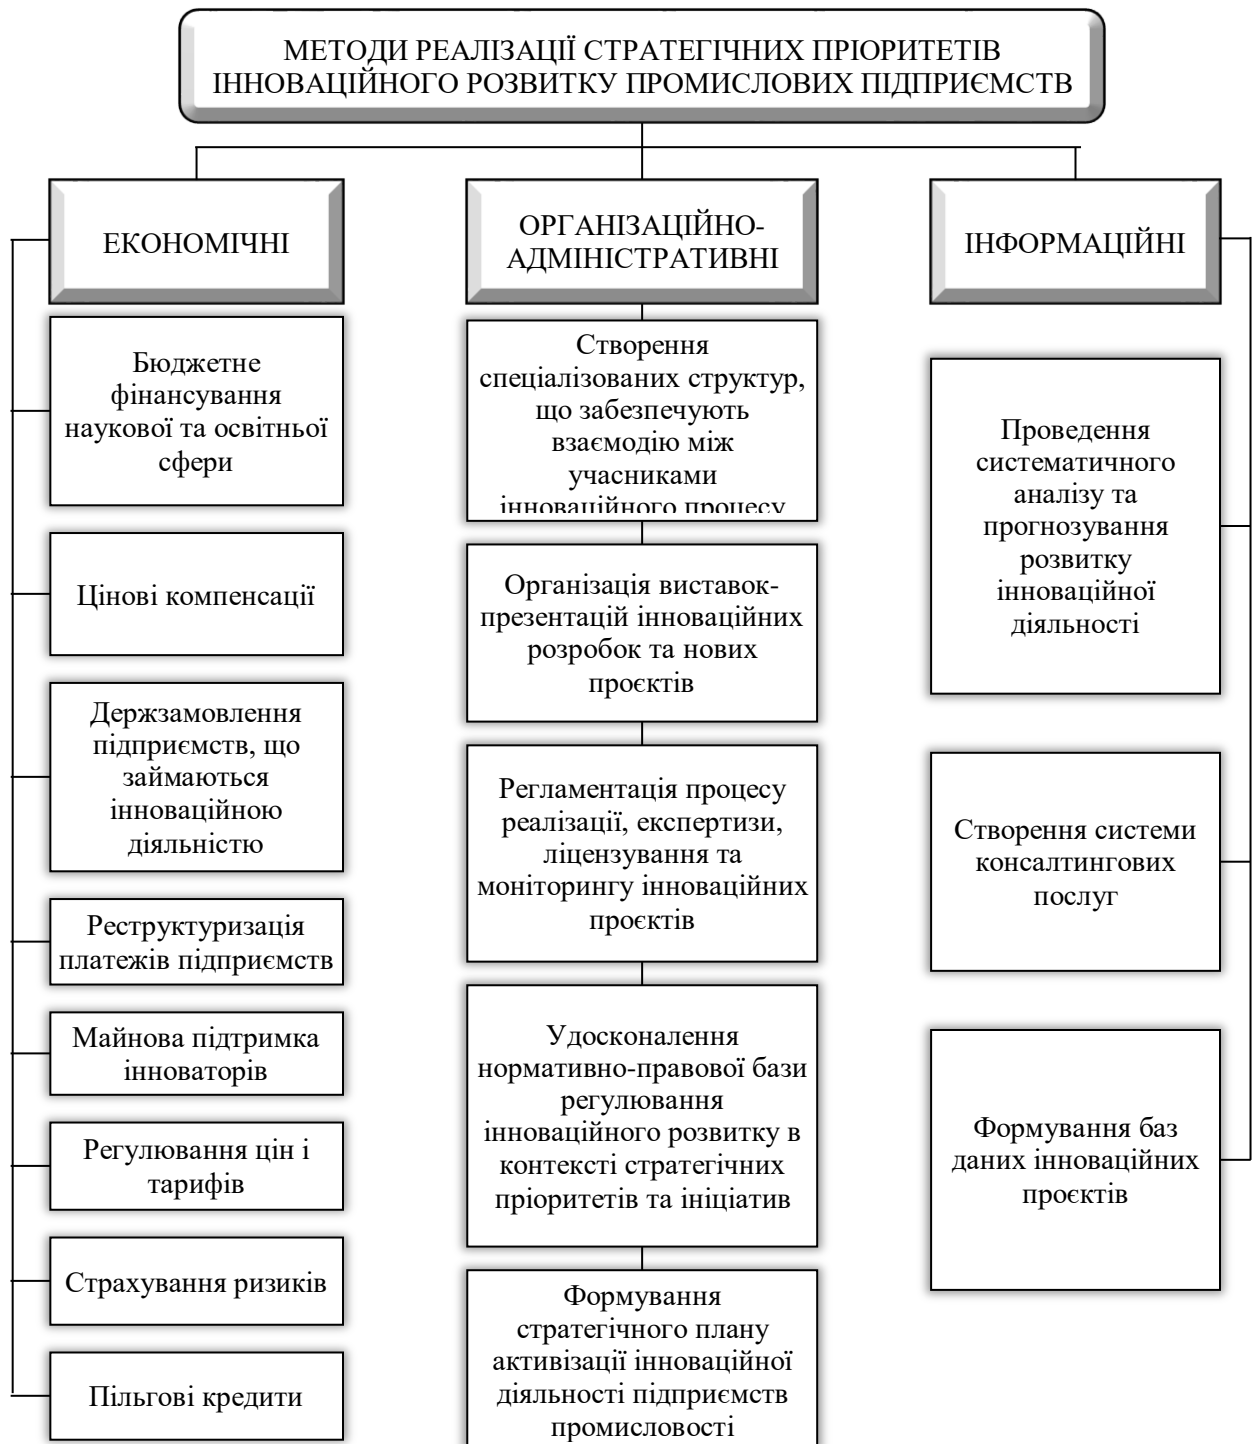 МЕТОДИ РЕАЛІЗАЦІЇ СТРАТЕГІЧНИХ ПРІОРИТЕТІВ
ІННОВАЦІЙНОГО РОЗВИТКУ ПРОМИСЛОВИХ ПІДПРИЄМСТВ
ЕКОНОМІЧНІ
Бюджетне
фінансування
наукової та освітньої
сфери
Цінові компенсації
Держзамовлення
підприємств, що
займаються
інноваційною
діяльністю
Реструктуризація
платежів підприємств
Майнова підтримка
інноваторів
Регулювання цін і
тарифів
Страхування ризиків
Пільгові кредити
ОРГАНІЗАЦІЙНО-
АДМІНІСТРАТИВНІ
Створення
спеціалізованих структур,
що забезпечують
взаємодію між
учасниками
інноваційного процесу
Організація виставок-
презентацій інноваційних
розробок та нових
проєктів
Регламентація процесу
реалізації, експертизи,
ліцензування та
моніторингу інноваційних
проєктів
Удосконалення
нормативно-правової бази
регулювання
інноваційного розвитку в
контексті стратегічних
пріоритетів та ініціатив
Формування
стратегічного плану
активізації інноваційної
діяльності підприємств
промисловості
ІНФОРМАЦІЙНІ
Проведення
систематичного
аналізу та
прогнозування
розвитку
інноваційної
діяльності
Створення системи
консалтингових
послуг
Формування баз
даних інноваційних
проєктів